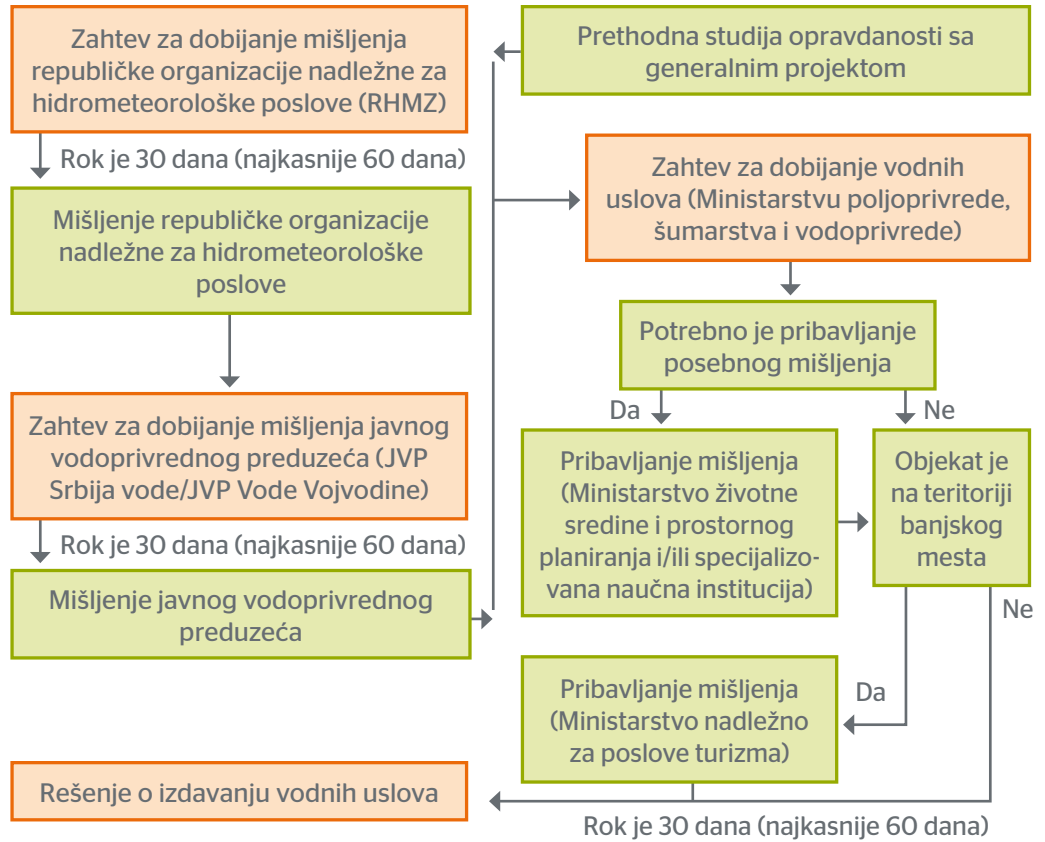 Zahtev za dobijanje mišljenja
republičke organizacije nadležne za
hidrometeorološke poslove (RHMZ)
Rok je 30 dana (najkasnije 60 dana)
Mišljenje republičke organizacije
nadležne za hidrometeorološke
poslove
Zahtev za dobijanje mišljenja javnog
vodoprivrednog preduzeća (JVP
Srbija vode/JVP Vode Vojvodine)
Rok je 30 dana (najkasnije 60 dana)
Mišljenje javnog vodoprivrednog
preduzeća
Prethodna studija opravdanosti sa
generalnim projektom
Zahtev za dobijanje vodnih
uslova (Ministarstvu poljoprivrede,
šumarstva i vodoprivrede)
Potrebno je pribavljanje
posebnog mišljenja
Da
Ne
Pribavljanje mišljenja
(Ministarstvo životne
sredine i prostornog
planiranja i/ili specijalizo-
vana naučna institucija)
Objekat je
na teritoriji
banjskog
mesta
Ne
Da
Pribavljanje mišljenja
(Ministarstvo nadležno
za poslove turizma)
Rešenje o izdavanju vodnih uslova
Rok je 30 dana (najkasnije 60 dana)